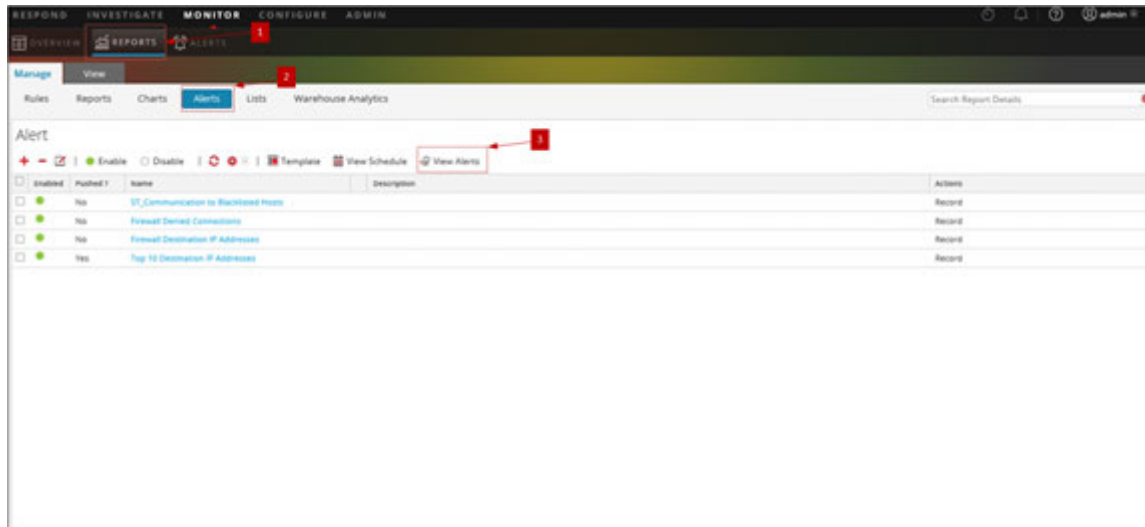 RESPOND INVESTIGATE MONITOR CONFIGURE ADMIN admin
OVERVIEW REPORTS ALERTS 1
Manage View 2
Rules Reports Charts Alerts Lists Warehouse Analytics Search Report Details
Alert 3
Enable Disable Template View Schedule View Alerts
Enabled Pushed ? Name Description Actions
No ST_Communication to Blacklisted Hosts Record
No Firewall Denied Connections Record
No Firewall Destination IP Addresses Record
Yes Top 10 Destination IP Addresses Record